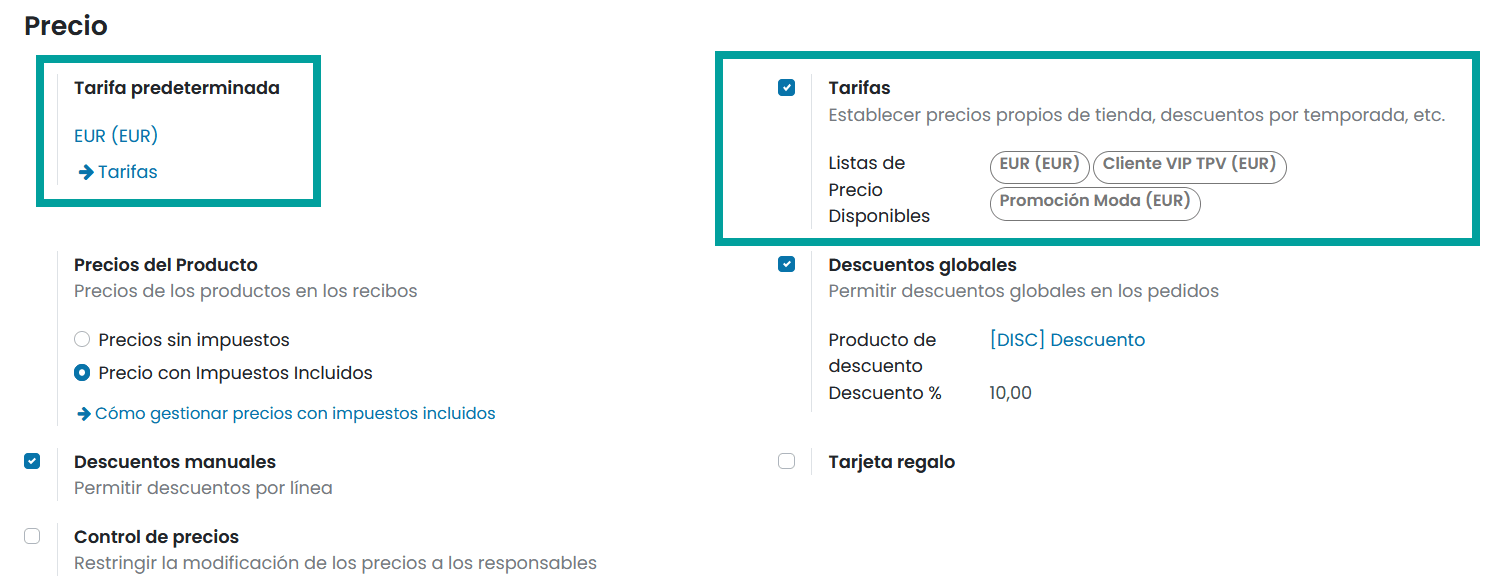 Precio
Tarifa predeterminada
EUR (EUR)
Tarifas
Tarifas
Establecer precios propios de tienda, descuentos por temporada, etc.
Listas de
Precio
Disponibles
EUR (EUR)
Cliente VIP TPV (EUR)
Promoción Moda (EUR)
Precios del Producto
Precios de los productos en los recibos
Precios sin impuestos
Precio con Impuestos Incluidos
Cómo gestionar precios con impuestos incluidos
Descuentos globales
Permitir descuentos globales en los pedidos
Producto de
descuento
[DISC] Descuento
Descuento %
10,00
Descuentos manuales
Permitir descuentos por línea
Tarjeta regalo
Control de precios
Restringir la modificación de los precios a los responsables